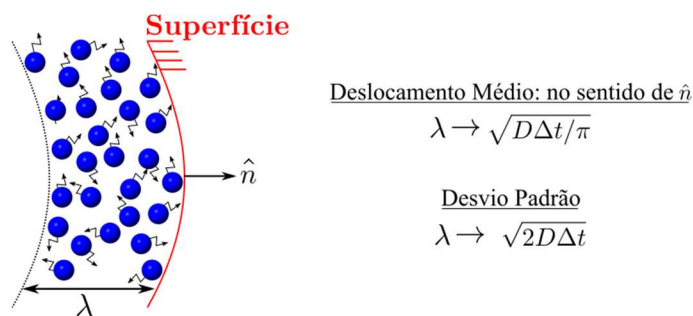 Superfície
n̂
λ
Deslocamento Médio: no sentido de n̂
λ → √DΔt/π
Desvio Padrão
λ → √2DΔt